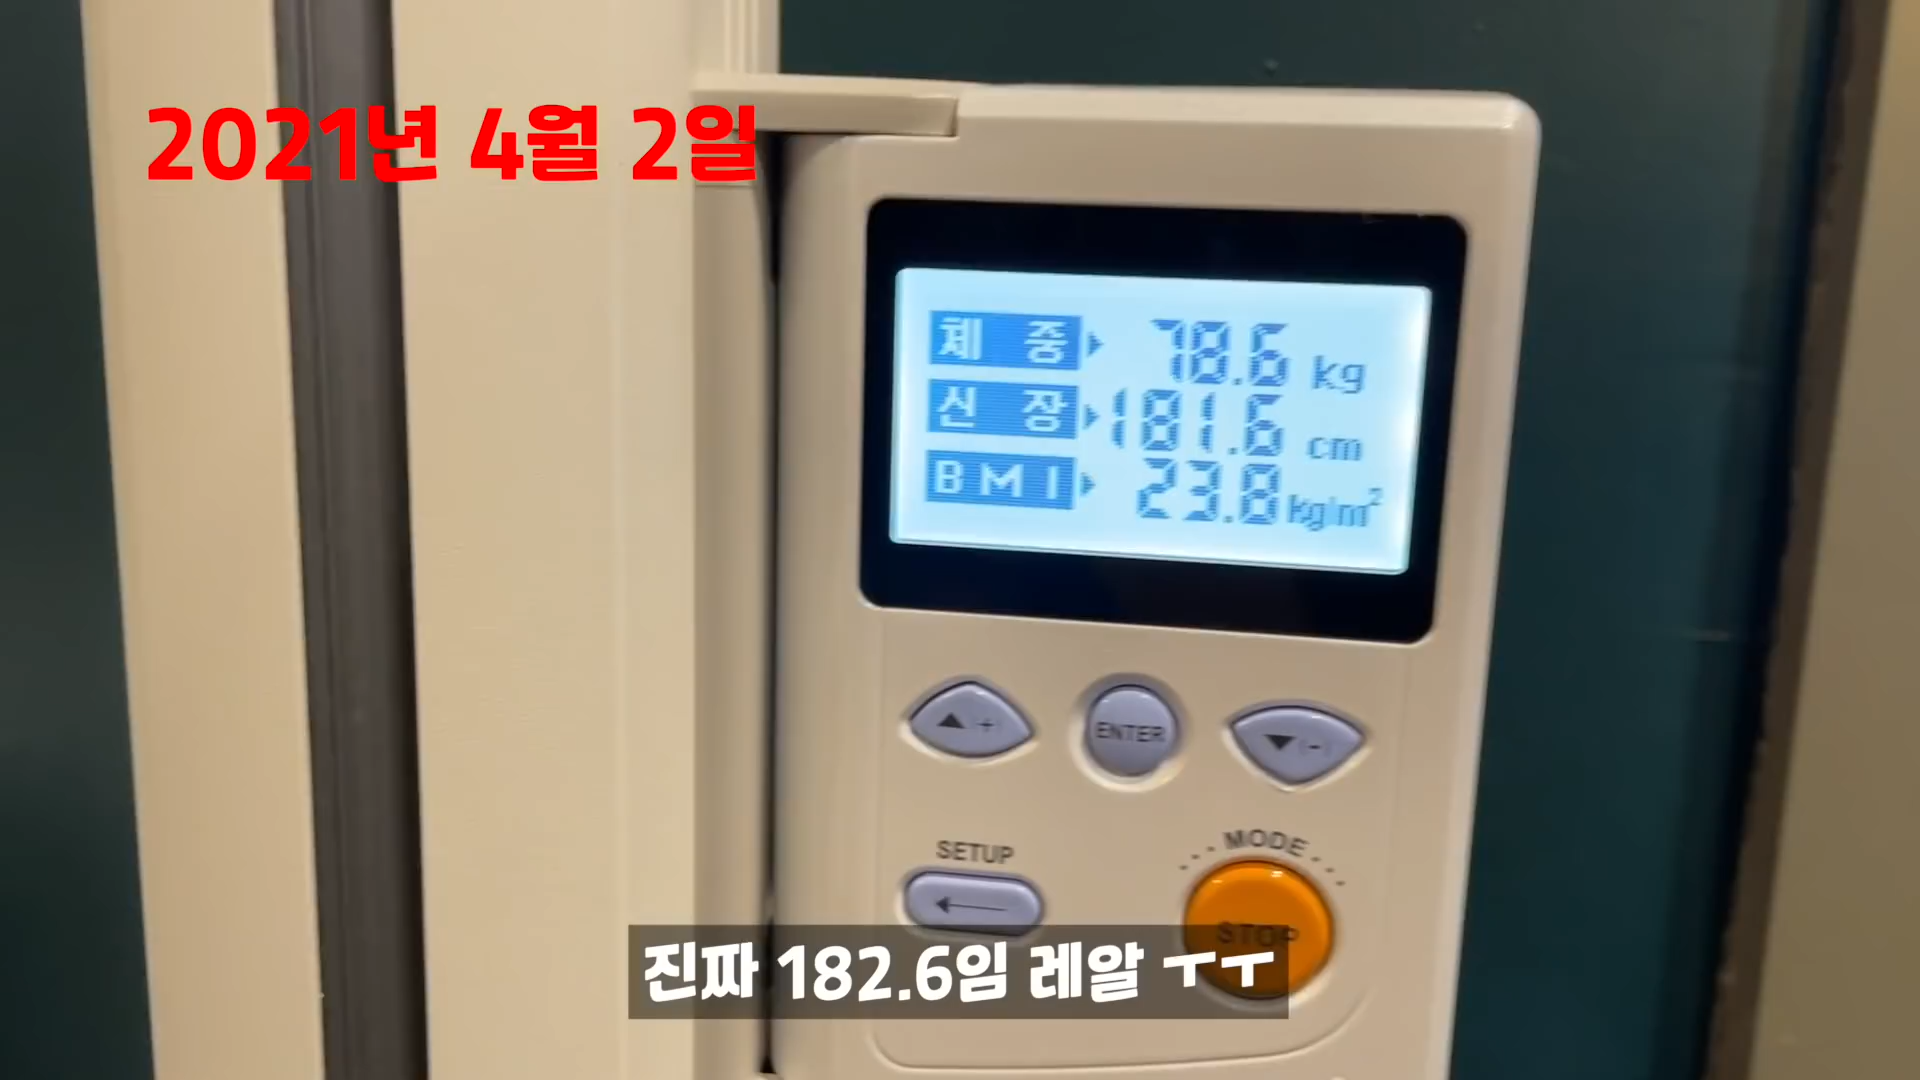 2021년 4월 2일
체 중 78.6 kg
신 장 181.6 cm
BMI 23.8 kg/m²
▲(+) ENTER ▼(-)
SETUP
MODE
STOP
진짜 182.6임 레알 ㅜㅜ